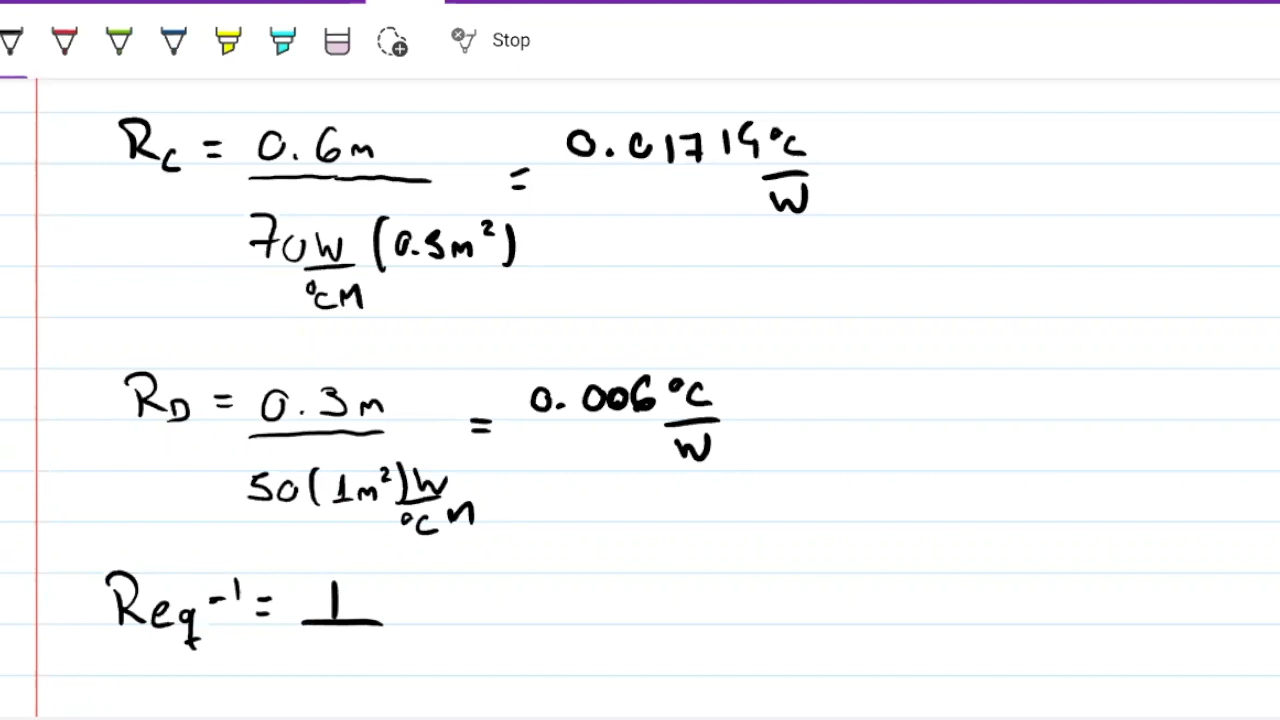 Stop
Rc = 0.6m = 0.01714 °C
W
70 W (0.5m²)
°CM
RD = 0.3m = 0.006 °C
W
50 (1m²) W
°C M
Req⁻¹ = 1